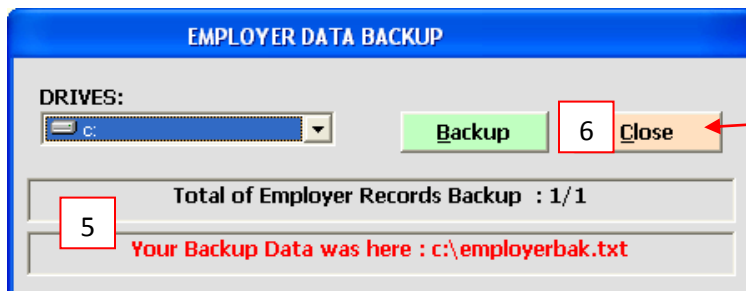 EMPLOYER DATA BACKUP
DRIVES:
c:
Backup
6
Close
Total of Employer Records Backup : 1/1
5
Your Backup Data was here : c:\employerbak.txt